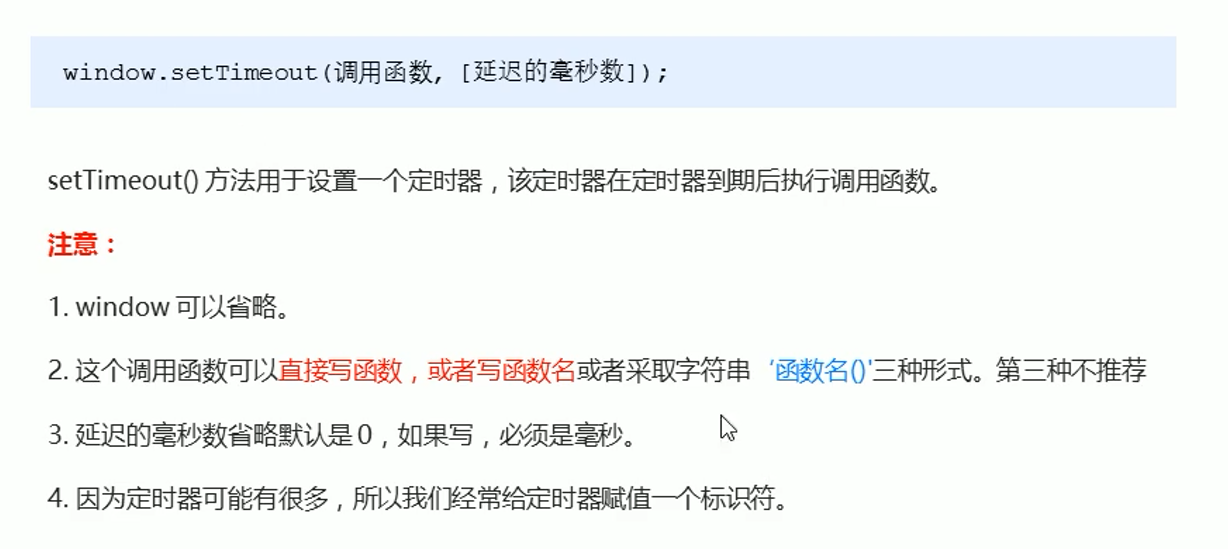 window.setTimeout(调用函数, [延迟的毫秒数]);
setTimeout() 方法用于设置一个定时器，该定时器在定时器到期后执行调用函数。
注意：
1. window 可以省略。
2. 这个调用函数可以直接写函数，或者写函数名或者采取字符串‘函数名()'三种形式。第三种不推荐
3. 延迟的毫秒数省略默认是 0，如果写，必须是毫秒。
4. 因为定时器可能有很多，所以我们经常给定时器赋值一个标识符。